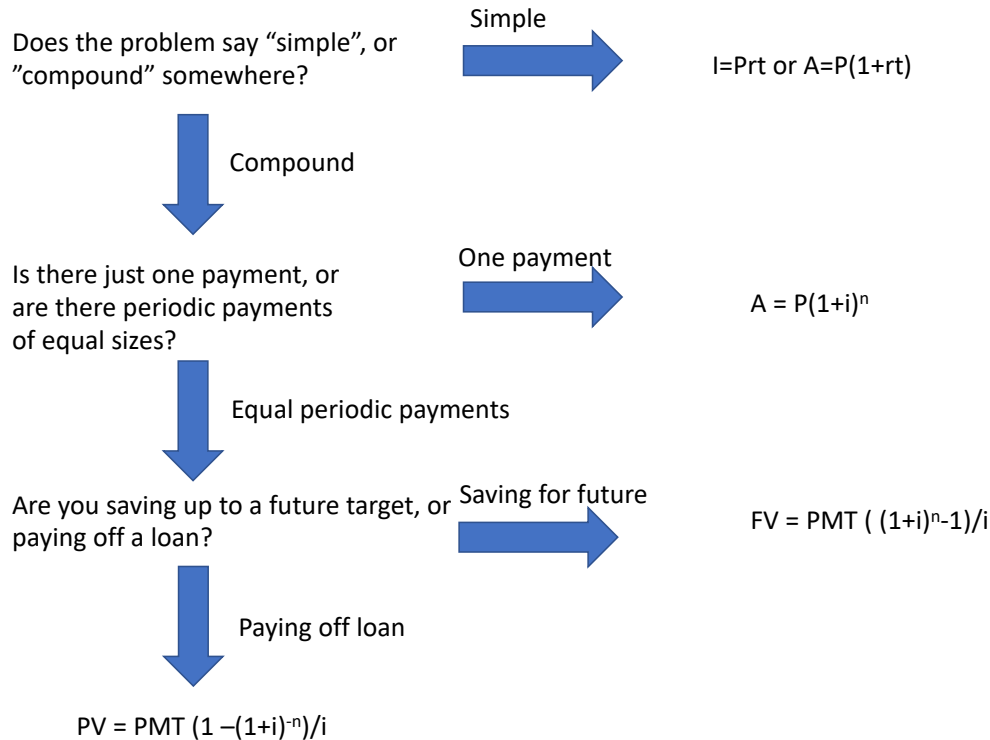 Simple
Does the problem say “simple”, or
”compound” somewhere?
I=Prt or A=P(1+rt)
Compound
One payment
Is there just one payment, or
are there periodic payments
of equal sizes?
A = P(1+i)ⁿ
Equal periodic payments
Are you saving up to a future target, or
paying off a loan?
Saving for future
FV = PMT ( (1+i)ⁿ-1)/i
Paying off loan
PV = PMT (1 –(1+i)⁻ⁿ)/i